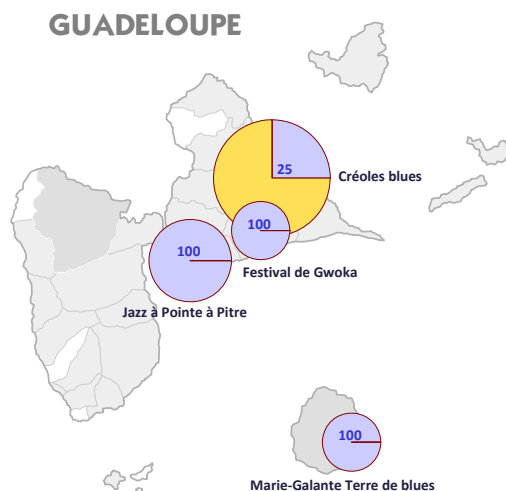 GUADELOUPE
25
Créoles blues
100
Festival de Gwoka
100
Jazz à Pointe à Pitre
100
Marie-Galante Terre de blues